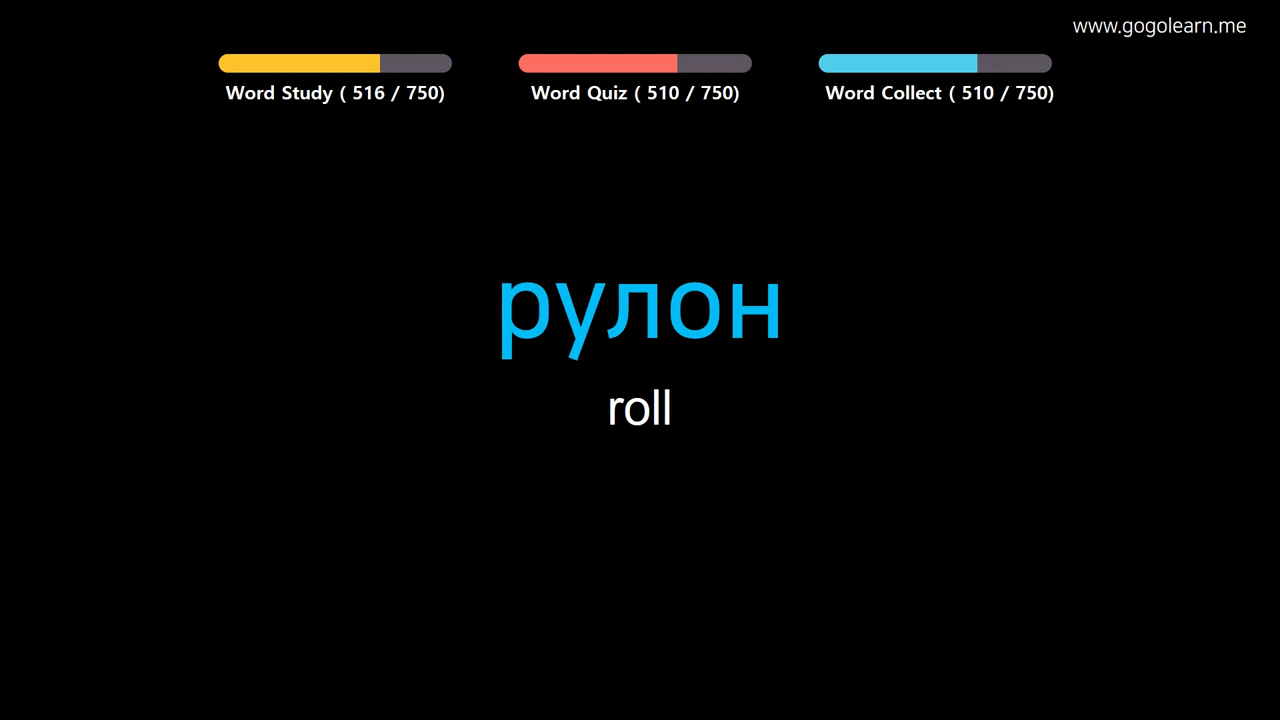 www.gogolearn.me
Word Study ( 516 / 750)
Word Quiz ( 510 / 750)
Word Collect ( 510 / 750)
рулон
roll